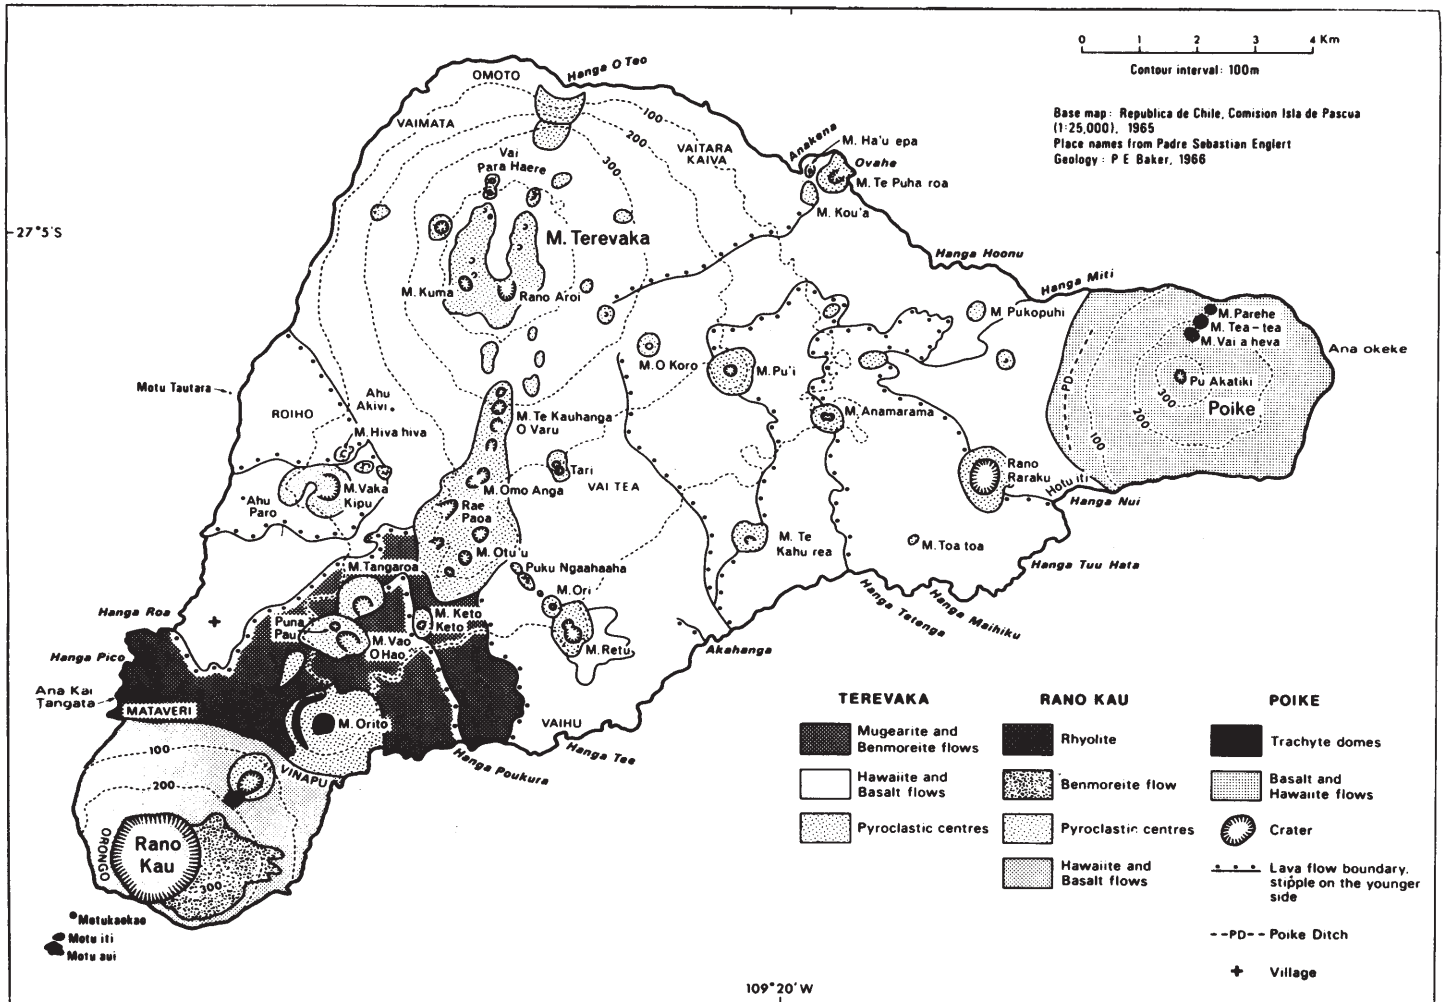 0 1 2 4 Km
Contour interval: 100m
Base map: Republica de Chile, Comision Isla de Pascua
(1:25,000), 1965
Place names from Padre Sebastian Englert
Geology: P E Baker, 1966
OMOTO
Hanga O Teo
VAIMATA
100
200
300
VAITARA
KAIVA
Anakena
M. Ha'u epa
Ovahe
M. Te Puha roa
M. Kou'a
Vai
Para Haere
27°5'S
M. Terevaka
M. Kuma
Rano Aroi
Hanga Hoonu
Hanga Miti
M. Pukopuhi
M. Parehe
M. Tea-tea
M. Vai a heva
Ana okeke
Pu Akatiki
Poike
PD
300
200
100
M. O Koro
M. Pu'i
M. Anamarama
Motu Tautara
ROIHO
Ahu
Akivi
M. Hiva hiva
M. Te Kauhanga
O Varu
Tari
VAI TEA
M. Omo Anga
Ahu
Paro
M. Vaka
Kipu
Rae
Paoa
M. Otu'u
Rano
Raraku
Hotu iti
Hanga Nui
M. Te
Kahu rea
M. Toa toa
Hanga Tuu Hata
M. Tangaroa
Puku Ngaahaaha
M. Ori
Hanga Roa
Puna
Pau
M. Keto
Keto
M. Vao
O Hao
M. Retu
Hanga Tatenga
Hanga Maihiku
Akahanga
Hanga Pico
Ana Kai
Tangata
MATAVERI
M. Orito
VAIHU
Hanga Tee
Hanga Poukura
VINAPU
100
200
ORONGO
Rano
Kau
300
Motukaokao
Motu iti
Motu aui
TEREVAKA
Mugearite and
Benmoreite flows
Hawaiite and
Basalt flows
Pyroclastic centres
RANO KAU
Rhyolite
Benmoreite flow
Pyroclastic centres
Hawaiite and
Basalt flows
POIKE
Trachyte domes
Basalt and
Hawaiite flows
Crater
Lava flow boundary,
stipple on the younger
side
--PD-- Poike Ditch
+ Village
109°20'W